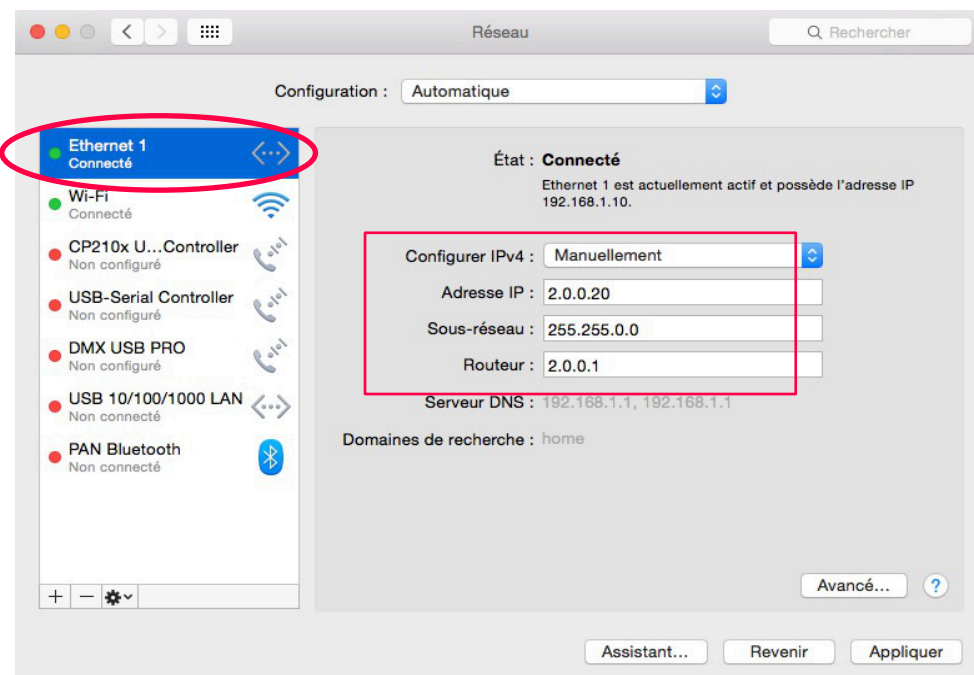 Réseau
Rechercher
Configuration : Automatique
Ethernet 1
Connecté
Wi-Fi
Connecté
CP210x U...Controller
Non configuré
USB-Serial Controller
Non configuré
DMX USB PRO
Non configuré
USB 10/100/1000 LAN
Non connecté
PAN Bluetooth
Non connecté
État : Connecté
Ethernet 1 est actuellement actif et possède l'adresse IP
192.168.1.10.
Configurer IPv4 : Manuellement
Adresse IP : 2.0.0.20
Sous-réseau : 255.255.0.0
Routeur : 2.0.0.1
Serveur DNS : 192.168.1.1, 192.168.1.1
Domaines de recherche : home
Avancé... ?
Assistant... Revenir Appliquer